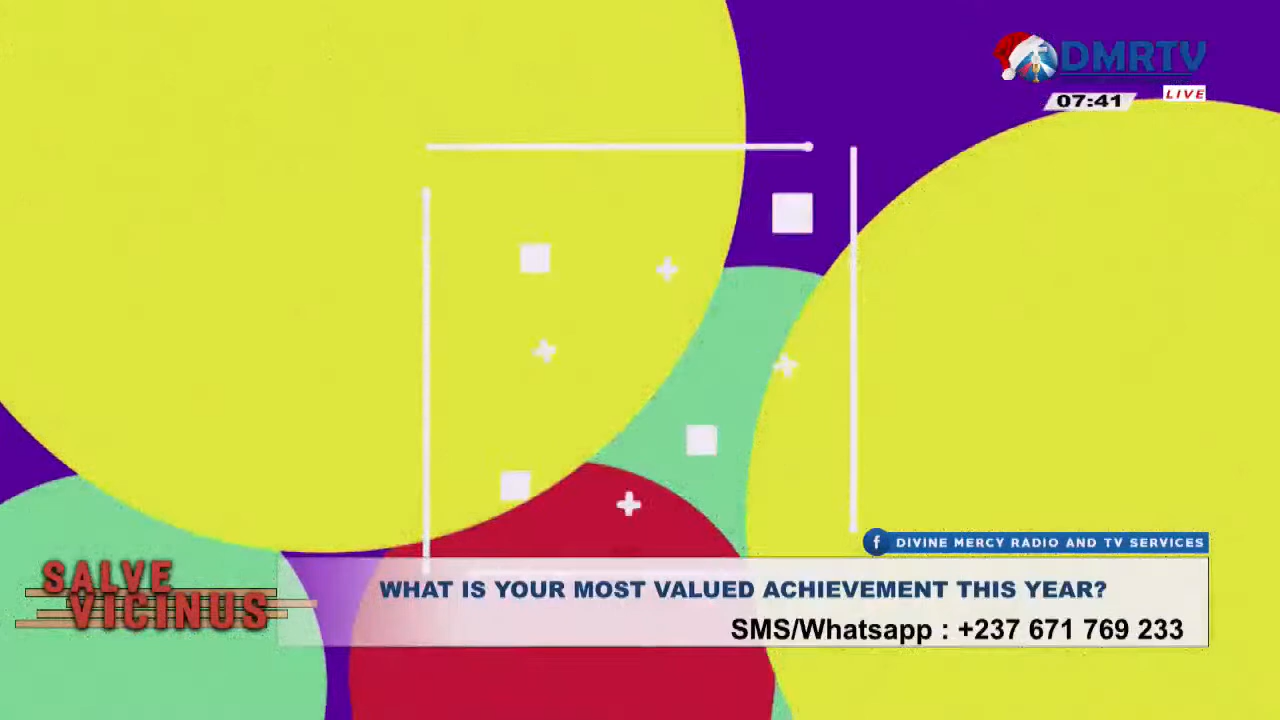 DMRTV
LIVE
07:41
DIVINE MERCY RADIO AND TV SERVICES
SALVE
VICINUS
WHAT IS YOUR MOST VALUED ACHIEVEMENT THIS YEAR?
SMS/Whatsapp : +237 671 769 233